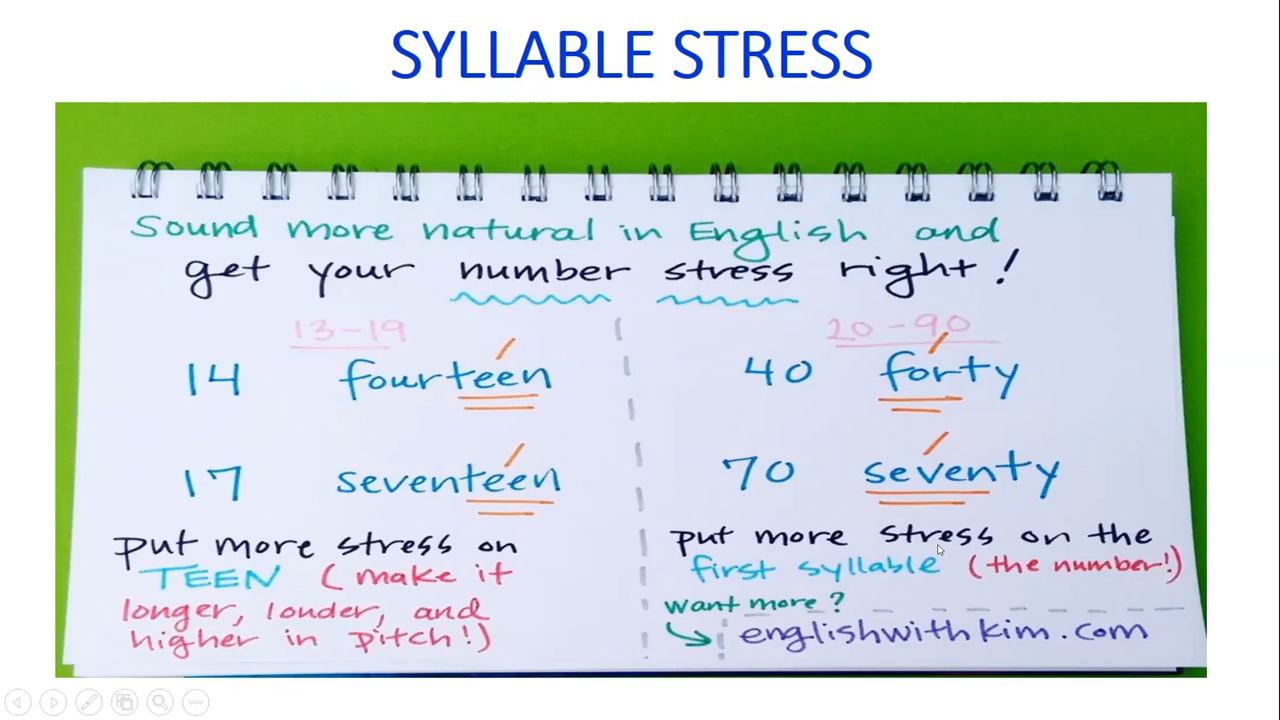 SYLLABLE STRESS
Sound more natural in English and
get your number stress right!
13-19
20-90
14 fourteen
40 forty
17 seventeen
70 seventy
put more stress on
TEEN (make it
longer, louder, and
higher in pitch!)
put more stress on the
first syllable (the number!)
want more?
englishwithkim.com